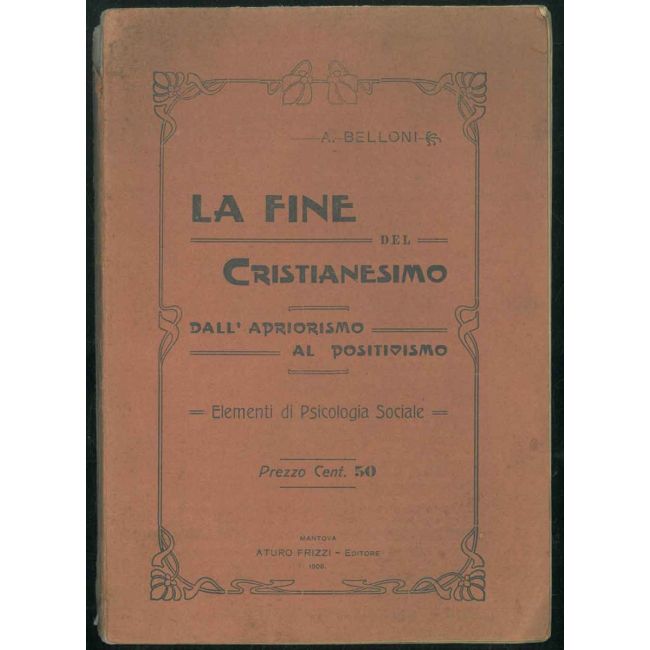 A. BELLONI
LA FINE
DEL
CRISTIANESIMO
DALL'APRIORISMO
AL POSITIVISMO
Elementi di Psicologia Sociale
Prezzo Cent. 50
MANTOVA
ATURO FRIZZI - EDITORE